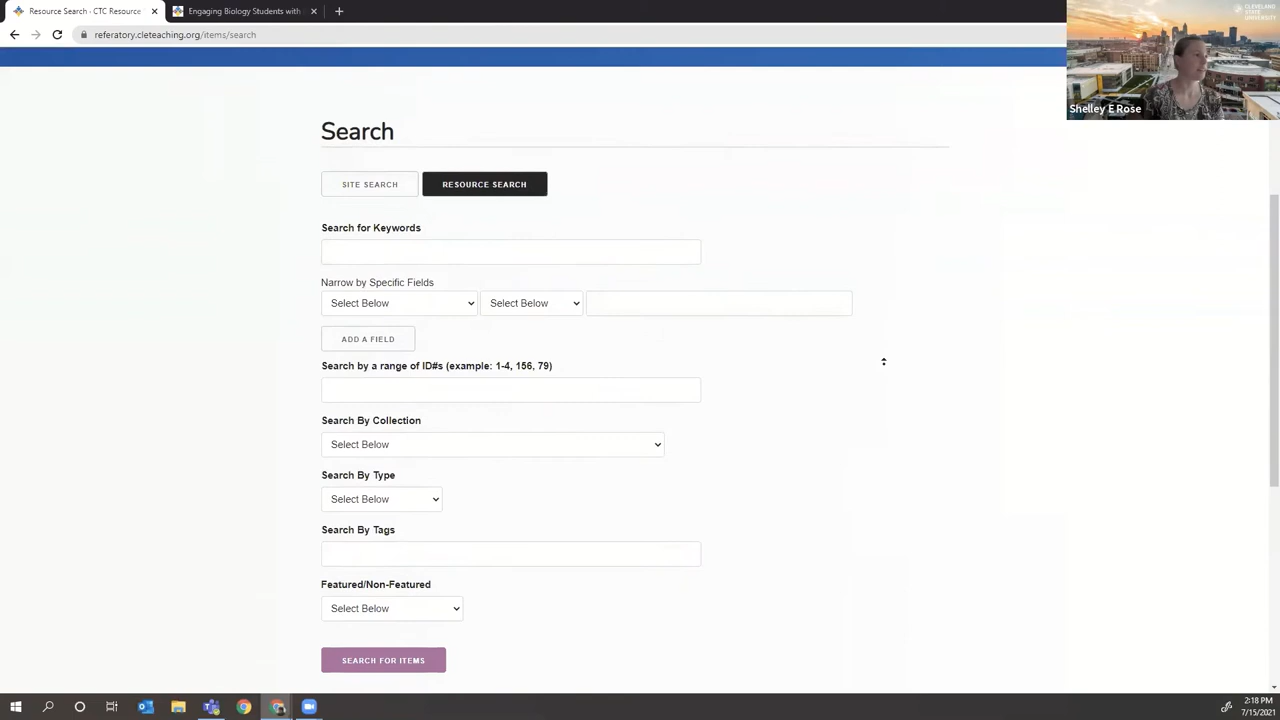 Resource Search - CTC Resource
Engaging Biology Students with
referatory.cleteaching.org/items/search
CLEVELAND
STATE
UNIVERSITY
Shelley E Rose
Search
SITE SEARCH
RESOURCE SEARCH
Search for Keywords
Narrow by Specific Fields
Select Below
Select Below
ADD A FIELD
Search by a range of ID#s (example: 1-4, 156, 79)
Search By Collection
Select Below
Search By Type
Select Below
Search By Tags
Featured/Non-Featured
Select Below
SEARCH FOR ITEMS
2:18 PM
7/15/2021